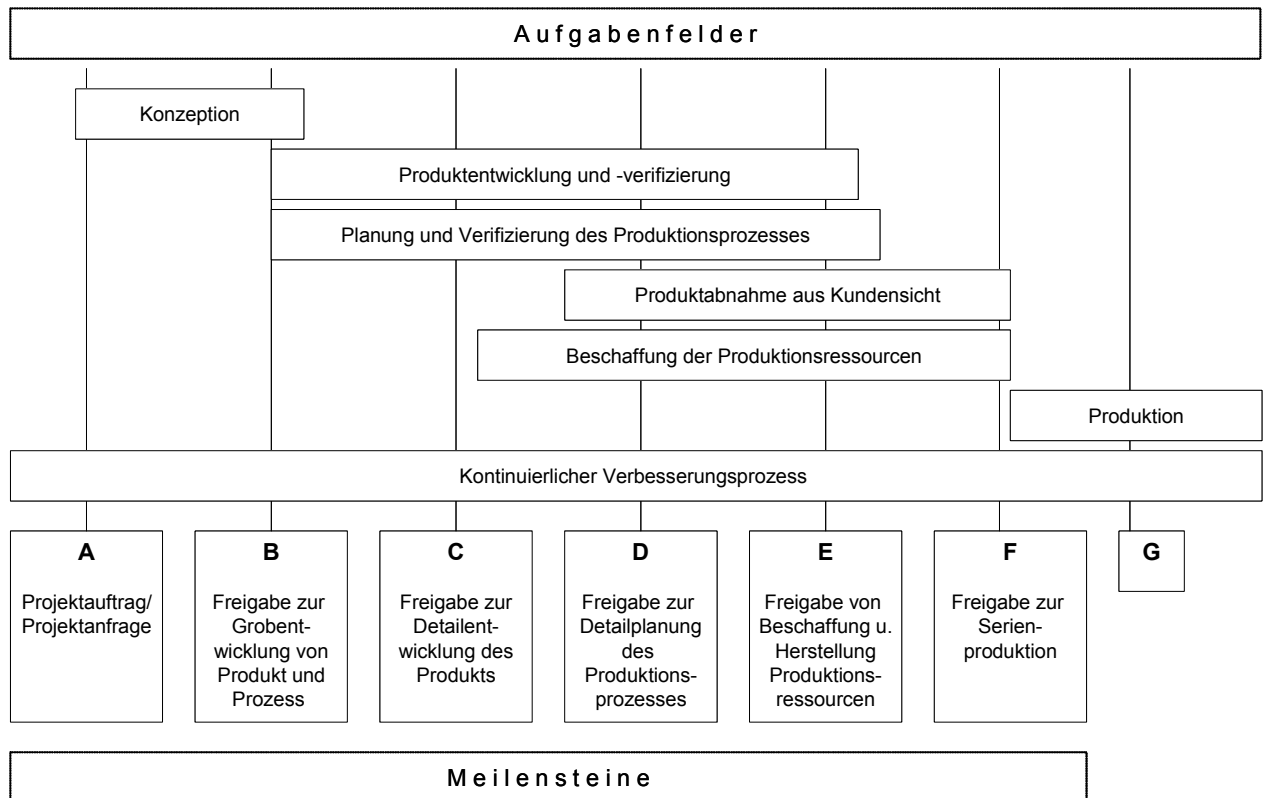 Aufgabenfelder
Konzeption
Produktentwicklung und -verifizierung
Planung und Verifizierung des Produktionsprozesses
Produktabnahme aus Kundensicht
Beschaffung der Produktionsressourcen
Produktion
Kontinuierlicher Verbesserungsprozess
A
Projektauftrag/
Projektanfrage
B
Freigabe zur
Grobent-
wicklung von
Produkt und
Prozess
C
Freigabe zur
Detailent-
wicklung des
Produkts
D
Freigabe zur
Detailplanung
des
Produktions-
prozesses
E
Freigabe von
Beschaffung u.
Herstellung
Produktions-
ressourcen
F
Freigabe zur
Serien-
produktion
G
Meilensteine